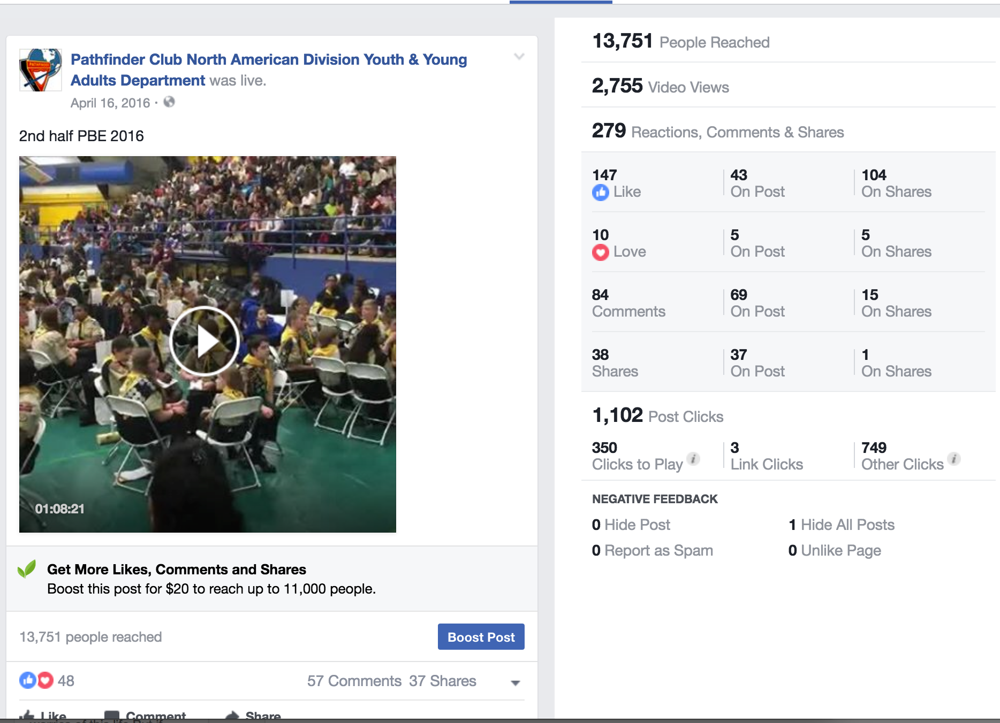 Pathfinder Club North American Division Youth & Young
Adults Department was live.
April 16, 2016 ·
2nd half PBE 2016
PATHFINDER
01:08:21
Get More Likes, Comments and Shares
Boost this post for $20 to reach up to 11,000 people.
13,751 people reached
Boost Post
48
57 Comments 37 Shares
Like Comment Share
13,751 People Reached
2,755 Video Views
279 Reactions, Comments & Shares
147 43 104
Like On Post On Shares
10 5 5
Love On Post On Shares
84 69 15
Comments On Post On Shares
38 37 1
Shares On Post On Shares
1,102 Post Clicks
350 3 749
Clicks to Play i Link Clicks Other Clicks i
NEGATIVE FEEDBACK
0 Hide Post 1 Hide All Posts
0 Report as Spam 0 Unlike Page